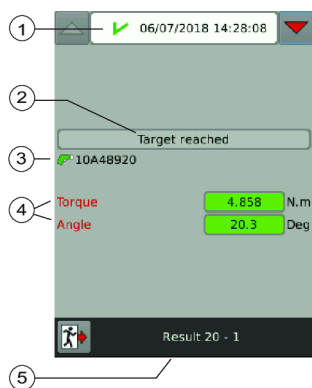 1
06/07/2018 14:28:08
2
Target reached
3
10A48920
4
Torque 4.858 N.m
Angle 20.3 Deg
Result 20 - 1
5